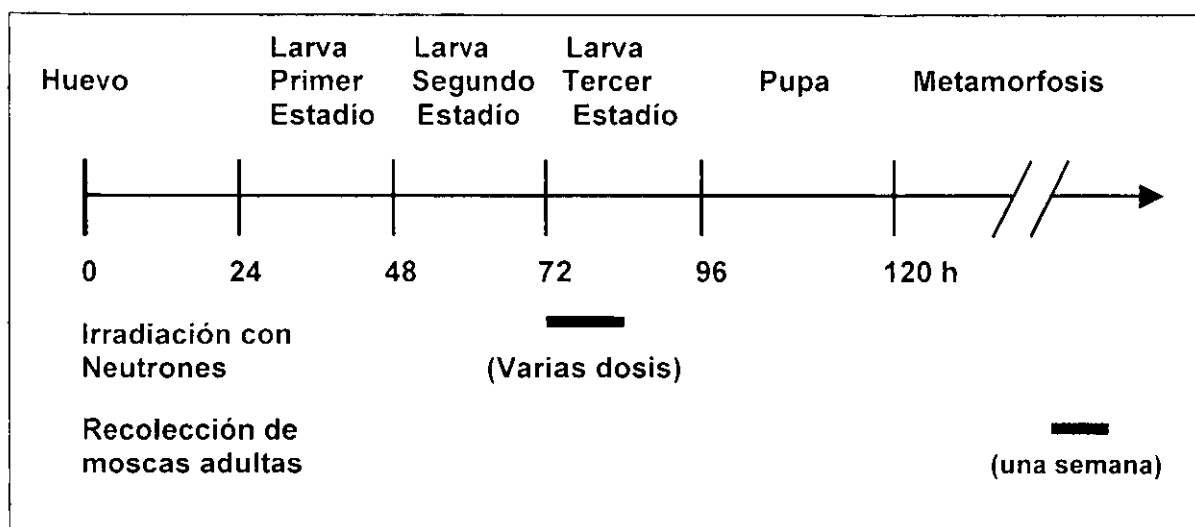 Huevo
Larva Primer Estadío
Larva Segundo Estadío
Larva Tercer Estadío
Pupa
Metamorfosis
0 24 48 72 96 120 h
Irradiación con
Neutrones
(Varias dosis)
Recolección de
moscas adultas
(una semana)